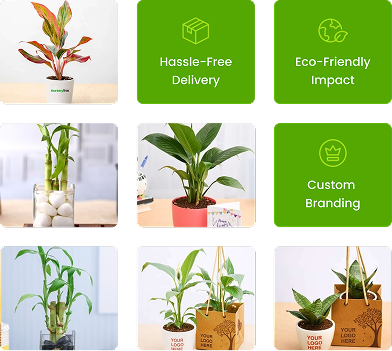 Hassle-Free
Delivery
Eco-Friendly
Impact
Custom
Branding
YOUR
LOGO
HERE
YOUR LOGO
HERE
YOUR
LOGO
HERE
YOUR LOGO
HERE